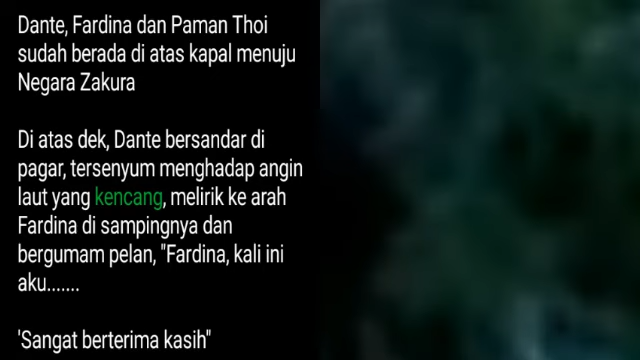 Dante, Fardina dan Paman Thoi
sudah berada di atas kapal menuju
Negara Zakura
Di atas dek, Dante bersandar di
pagar, tersenyum menghadap angin
laut yang kencang, melirik ke arah
Fardina di sampingnya dan
bergumam pelan, "Fardina, kali ini
aku.......
'Sangat berterima kasih"